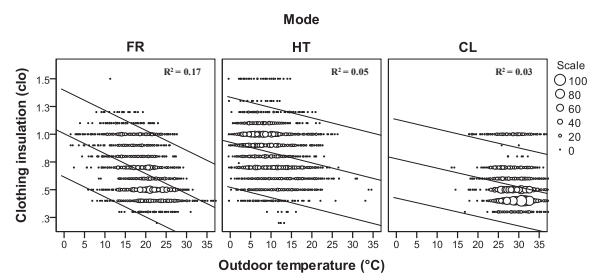 Mode
FR HT CL
R² = 0.17 R² = 0.05 R² = 0.03
Clothing insulation (clo)
1.5
1.3
1.0
.8
.5
.3
Scale
100
80
60
40
20
0
0 5 10 15 20 25 30 35 0 5 10 15 20 25 30 35 0 5 10 15 20 25 30 35
Outdoor temperature (°C)